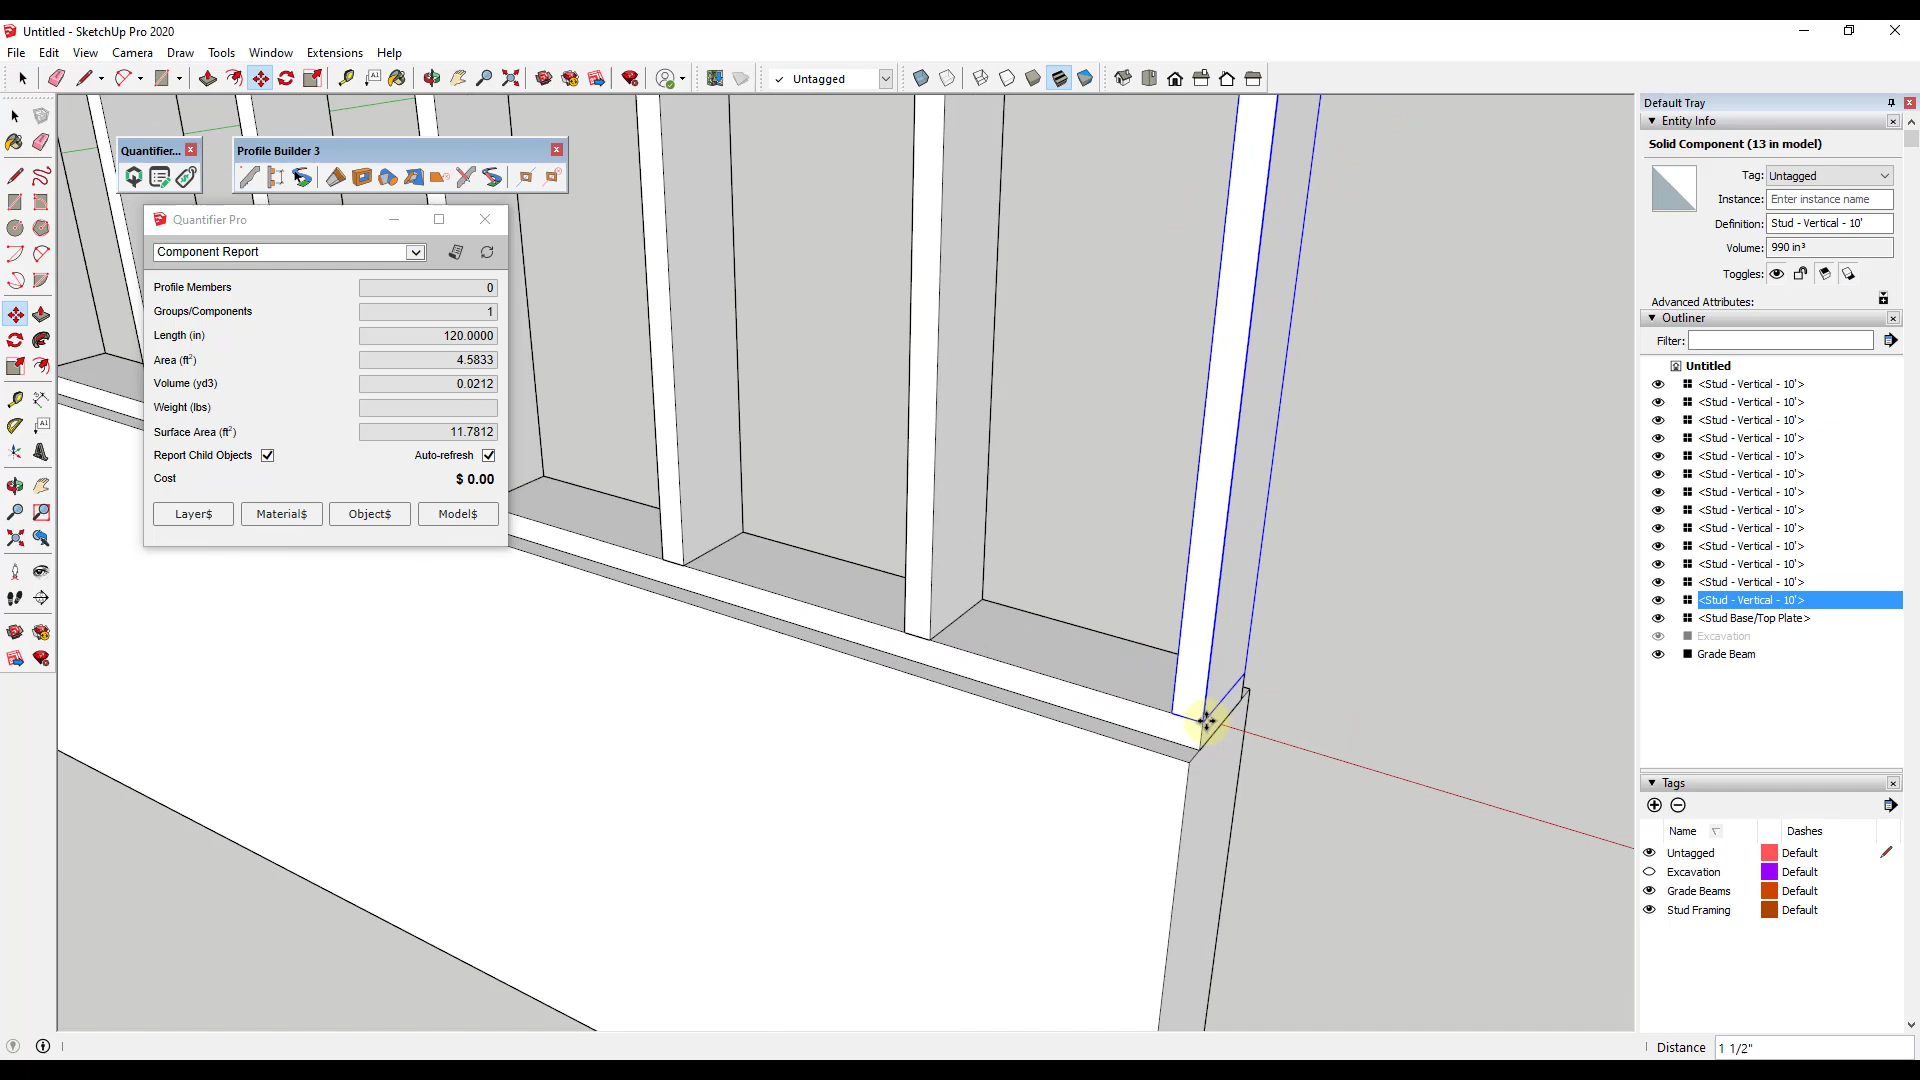 Untitled - SketchUp Pro 2020
File Edit View Camera Draw Tools Window Extensions Help
Untagged
Quantifier...
Profile Builder 3
Quantifier Pro
Component Report
Profile Members 0
Groups/Components 1
Length (in) 120.0000
Area (ft²) 4.5833
Volume (yd3) 0.0212
Weight (lbs)
Surface Area (ft²) 11.7812
Report Child Objects Auto-refresh
Cost $ 0.00
Layer$ Material$ Object$ Model$
Default Tray
Entity Info
Solid Component (13 in model)
Tag: Untagged
Instance: Enter instance name
Definition: Stud - Vertical - 10'
Volume: 990 in³
Toggles:
Advanced Attributes:
Outliner
Filter:
Untitled
<Stud - Vertical - 10'>
<Stud - Vertical - 10'>
<Stud - Vertical - 10'>
<Stud - Vertical - 10'>
<Stud - Vertical - 10'>
<Stud - Vertical - 10'>
<Stud - Vertical - 10'>
<Stud - Vertical - 10'>
<Stud - Vertical - 10'>
<Stud - Vertical - 10'>
<Stud - Vertical - 10'>
<Stud - Vertical - 10'>
<Stud - Vertical - 10'>
<Stud Base/Top Plate>
Excavation
Grade Beam
Tags
Name Dashes
Untagged Default
Excavation Default
Grade Beams Default
Stud Framing Default
Distance 1 1/2"